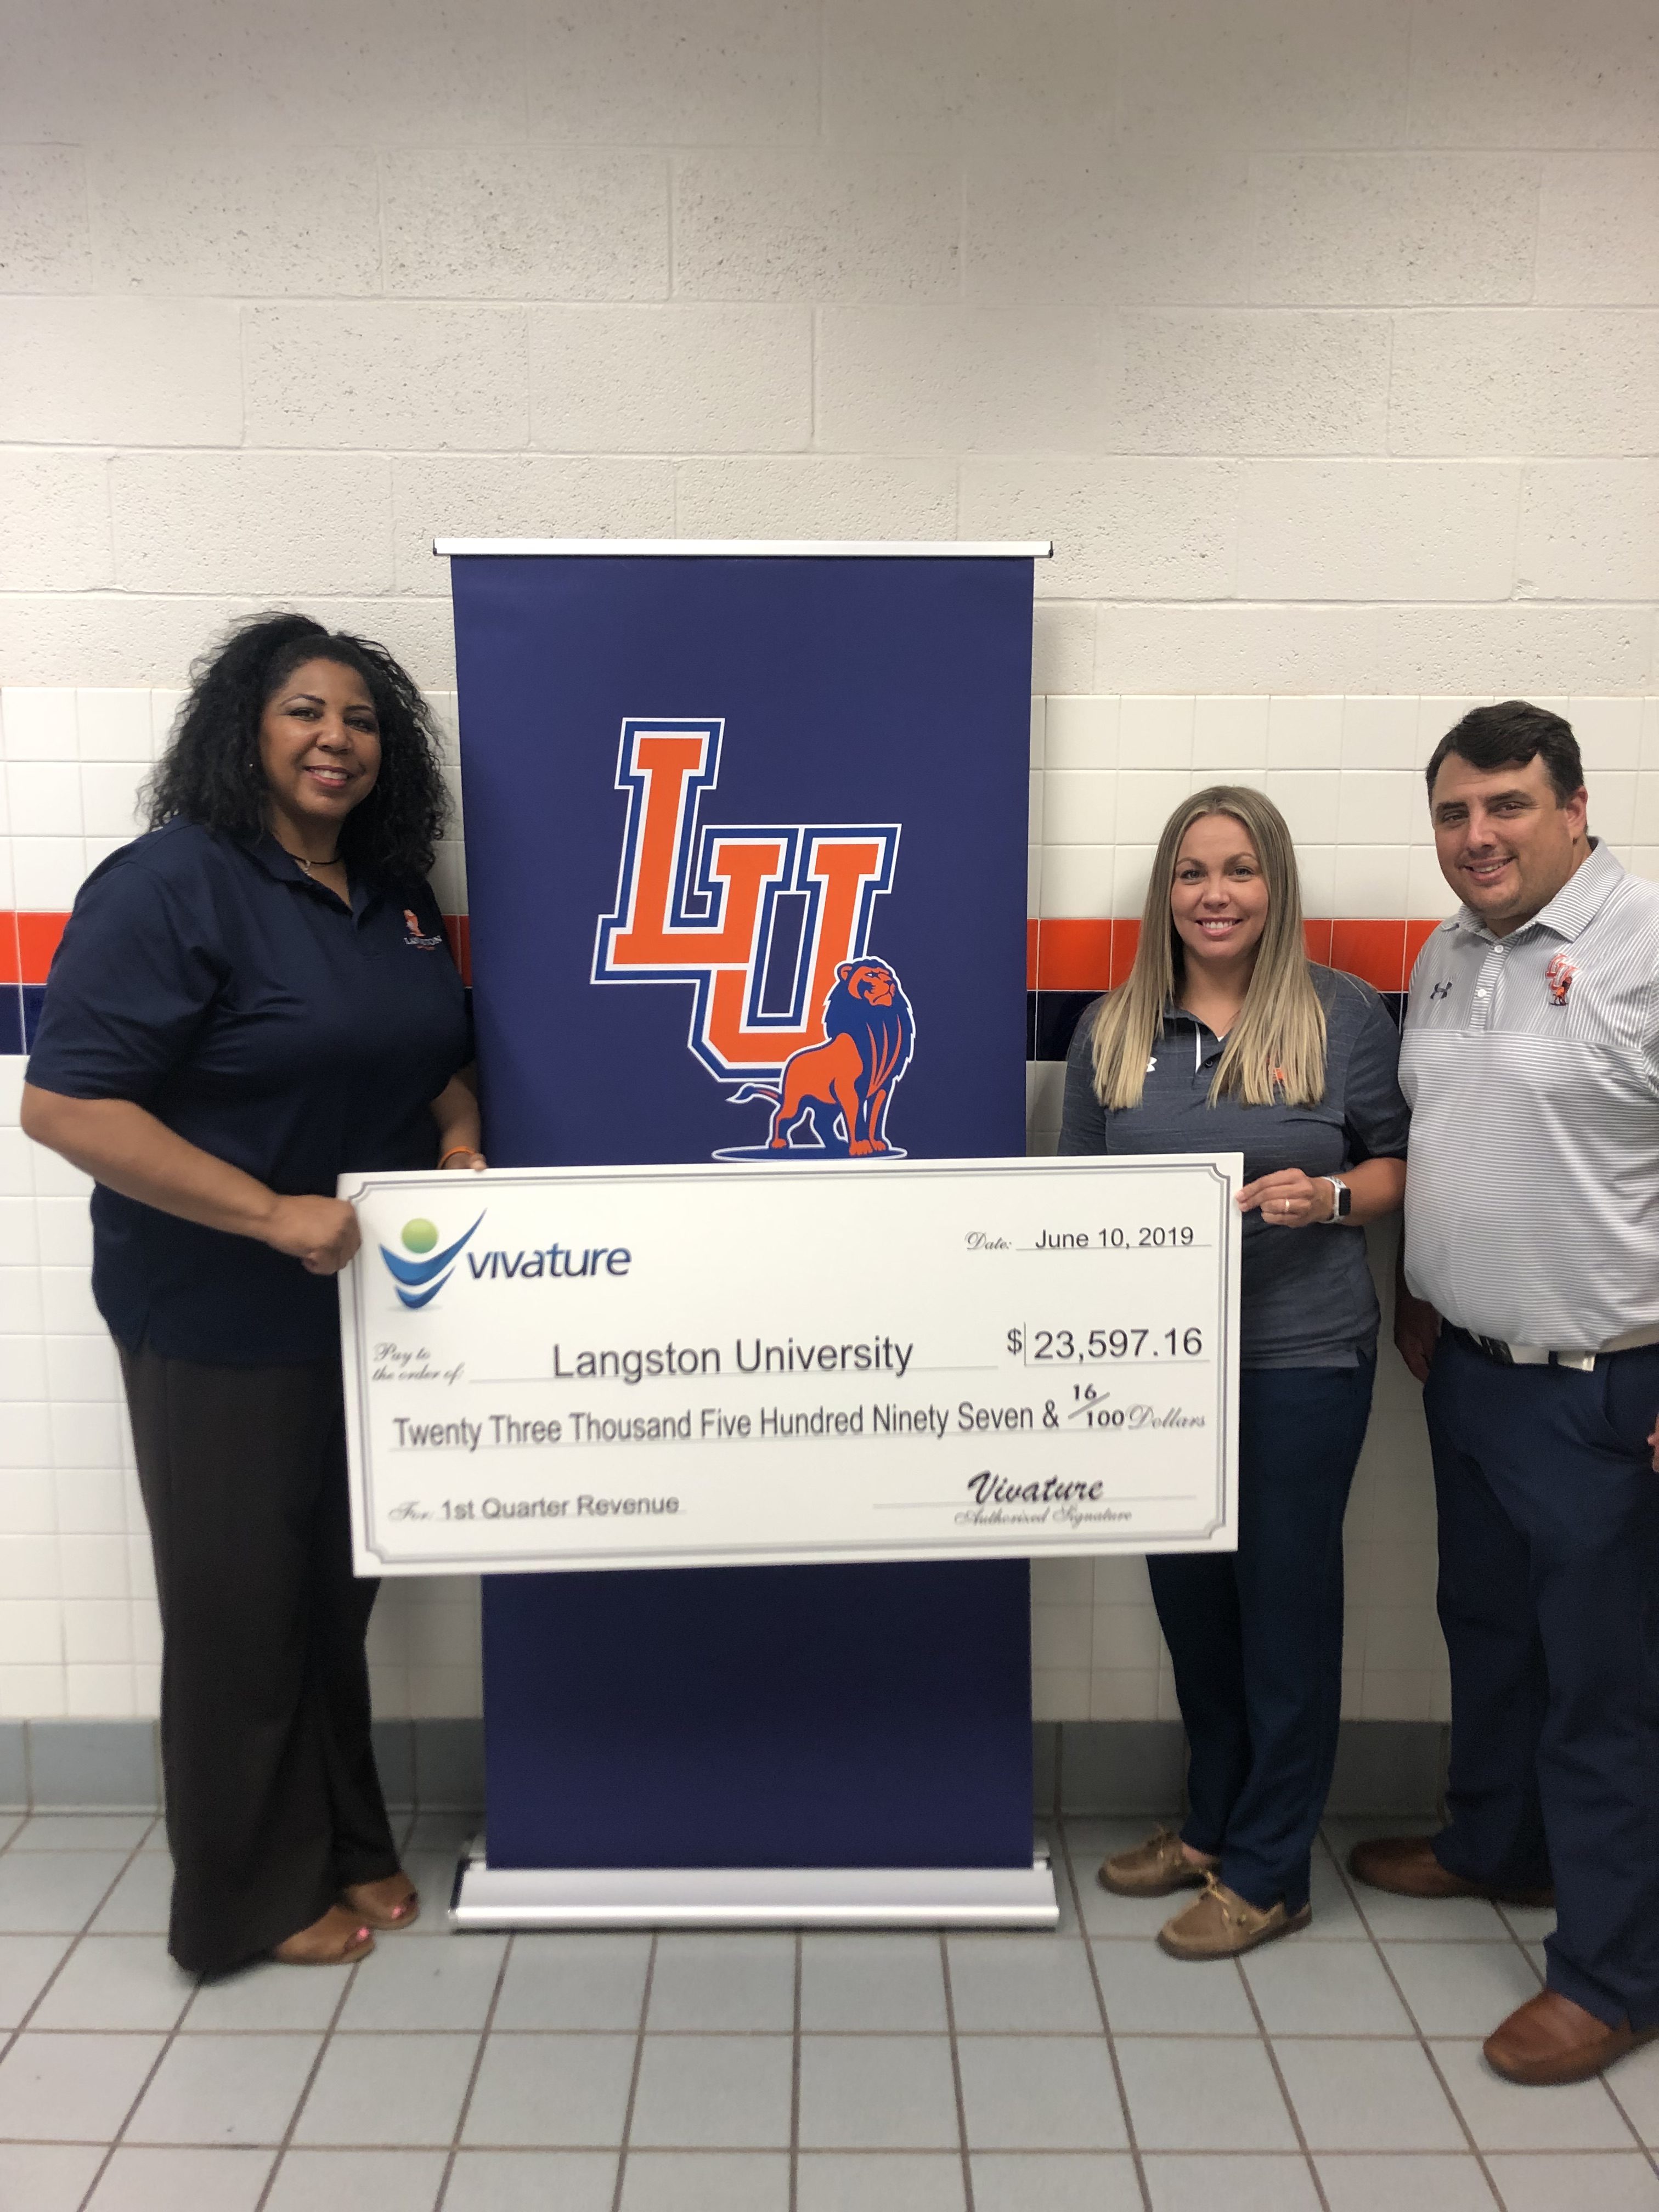 LU
LANGSTON
vivature
Date: June 10, 2019
Pay to
the order of
Langston University
$ 23,597.16
Twenty Three Thousand Five Hundred Ninety Seven & 16/100 Dollars
For: 1st Quarter Revenue
Vivature
Authorized Signature